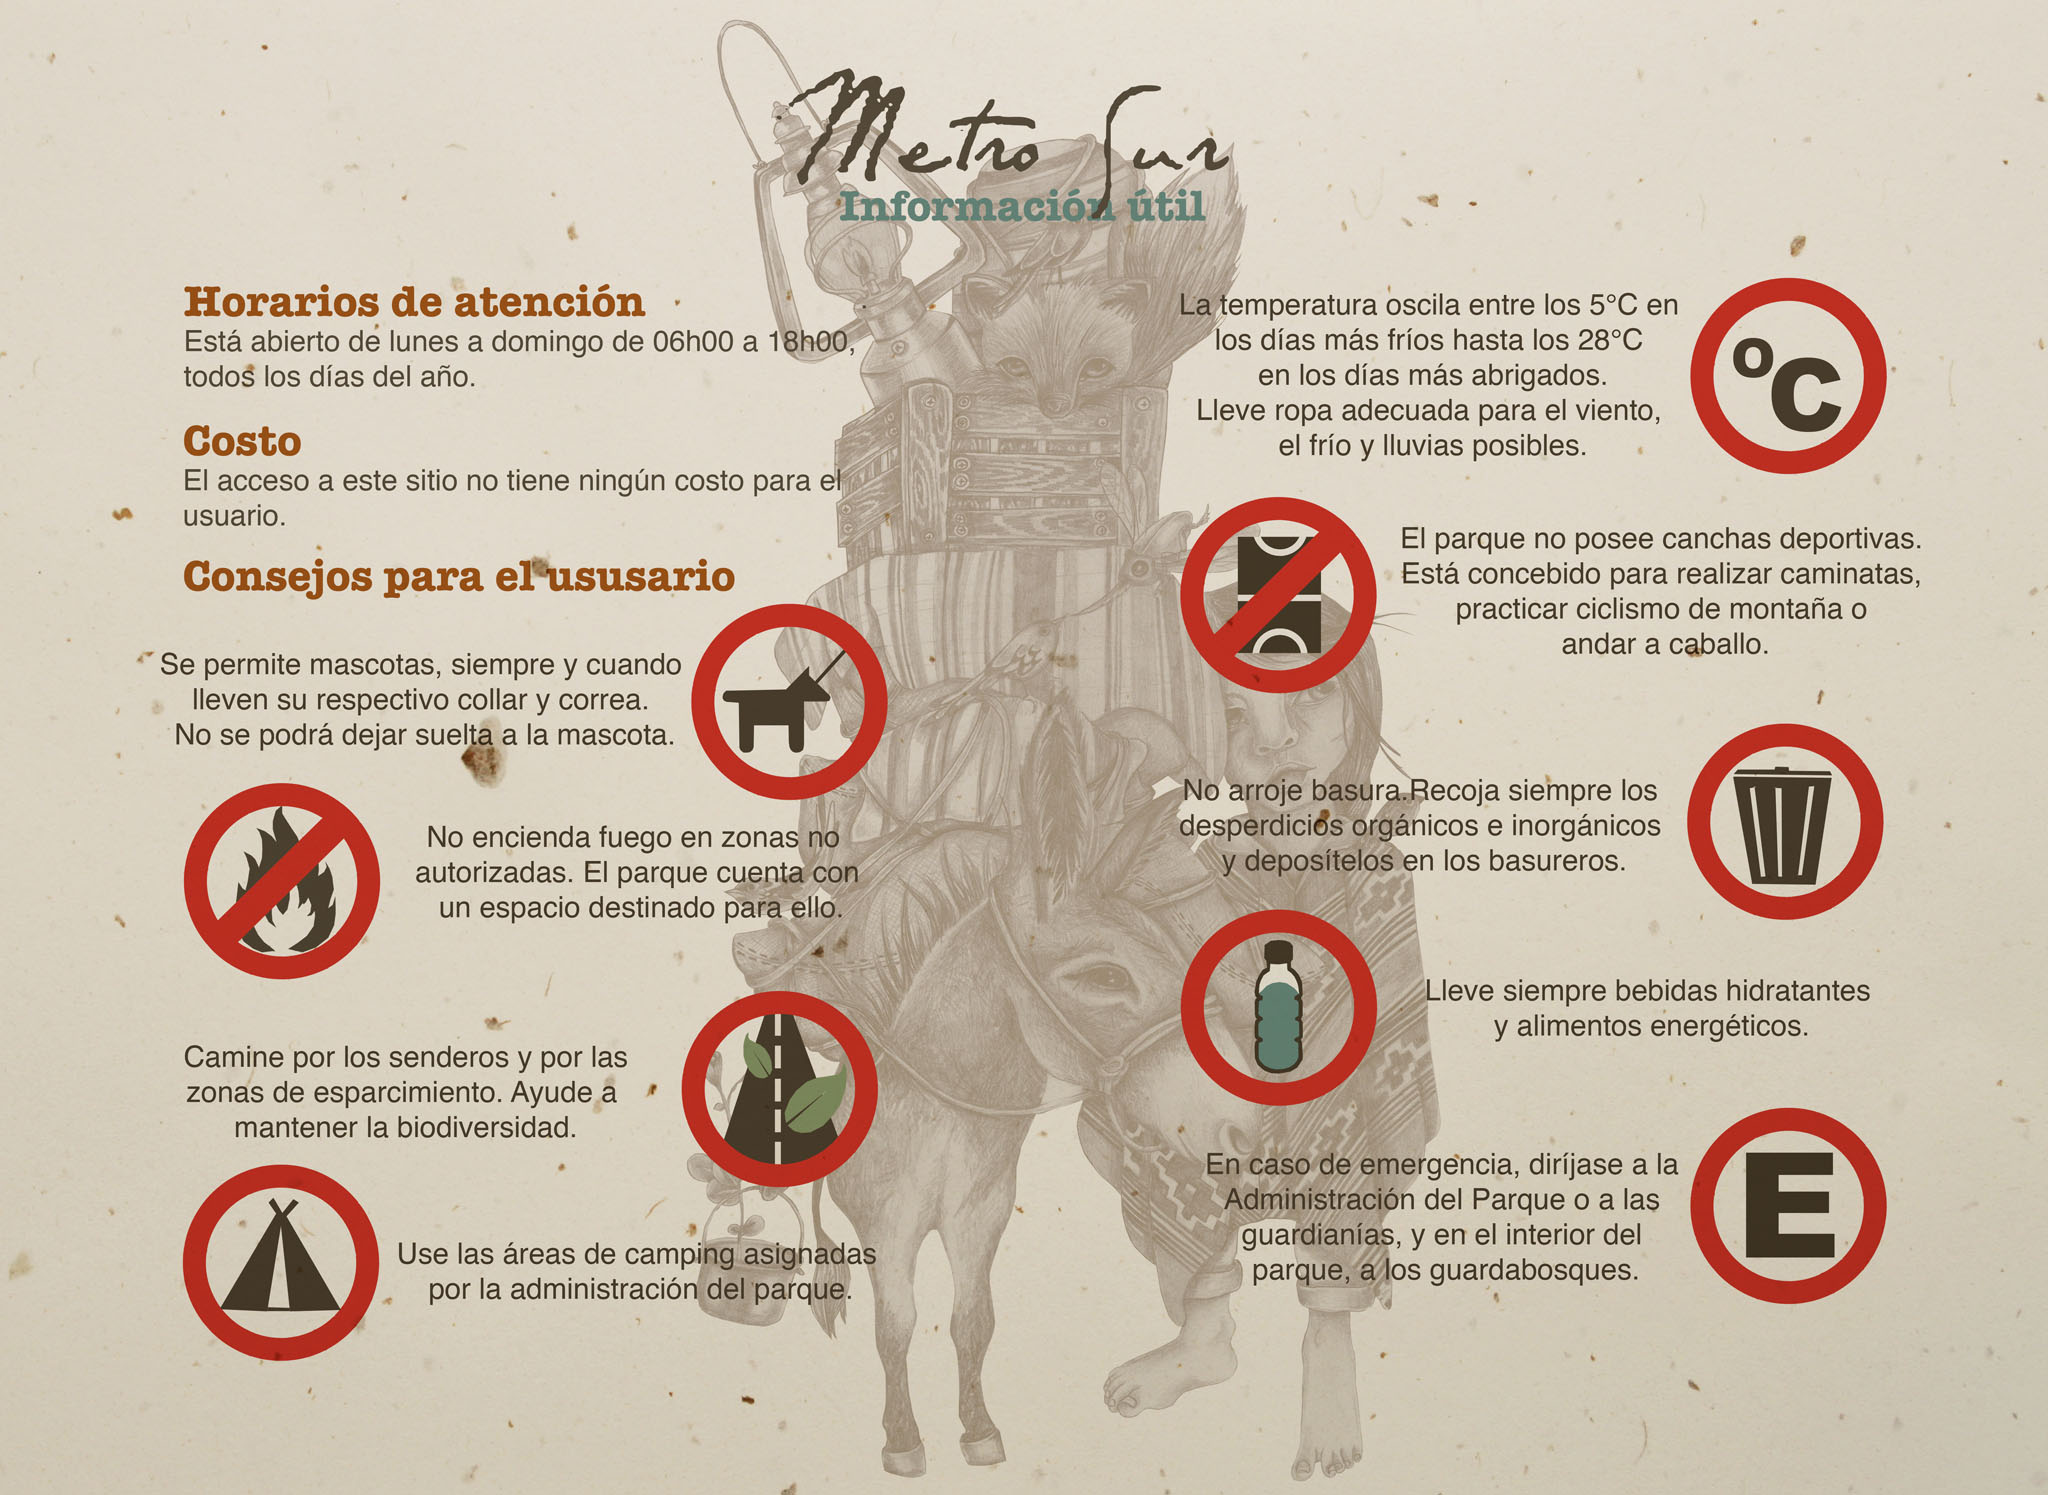 Metro Sur
Información útil
Horarios de atención
Está abierto de lunes a domingo de 06h00 a 18h00,
todos los días del año.
Costo
El acceso a este sitio no tiene ningún costo para el
usuario.
Consejos para el ususario
Se permite mascotas, siempre y cuando
lleven su respectivo collar y correa.
No se podrá dejar suelta a la mascota.
No encienda fuego en zonas no
autorizadas. El parque cuenta con
un espacio destinado para ello.
Camine por los senderos y por las
zonas de esparcimiento. Ayude a
mantener la biodiversidad.
Use las áreas de camping asignadas
por la administración del parque.
La temperatura oscila entre los 5°C en
los días más fríos hasta los 28°C
en los días más abrigados.
Lleve ropa adecuada para el viento,
el frío y lluvias posibles.
°C
El parque no posee canchas deportivas.
Está concebido para realizar caminatas,
practicar ciclismo de montaña o
andar a caballo.
No arroje basura.Recoja siempre los
desperdicios orgánicos e inorgánicos
y deposítelos en los basureros.
Lleve siempre bebidas hidratantes
y alimentos energéticos.
En caso de emergencia, diríjase a la
Administración del Parque o a las
guardianías, y en el interior del
parque, a los guardabosques.
E